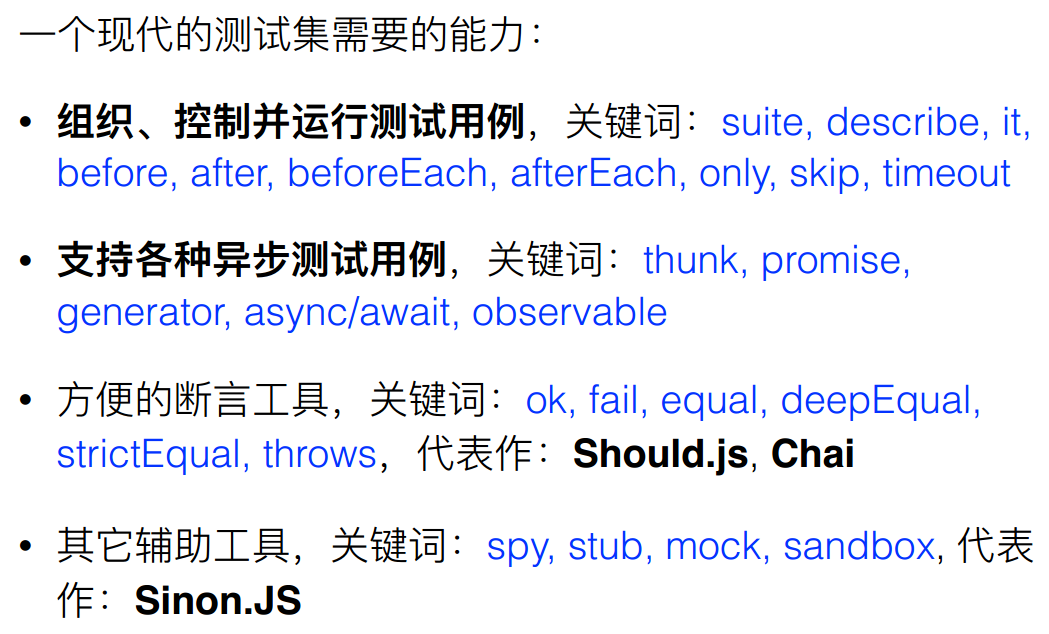 一个现代的测试集需要的能力：
• 组织、控制并运行测试用例，关键词：suite, describe, it,
before, after, beforeEach, afterEach, only, skip, timeout
• 支持各种异步测试用例，关键词：thunk, promise,
generator, async/await, observable
• 方便的断言工具，关键词：ok, fail, equal, deepEqual,
strictEqual, throws，代表作：Should.js, Chai
• 其它辅助工具，关键词：spy, stub, mock, sandbox, 代表
作：Sinon.JS